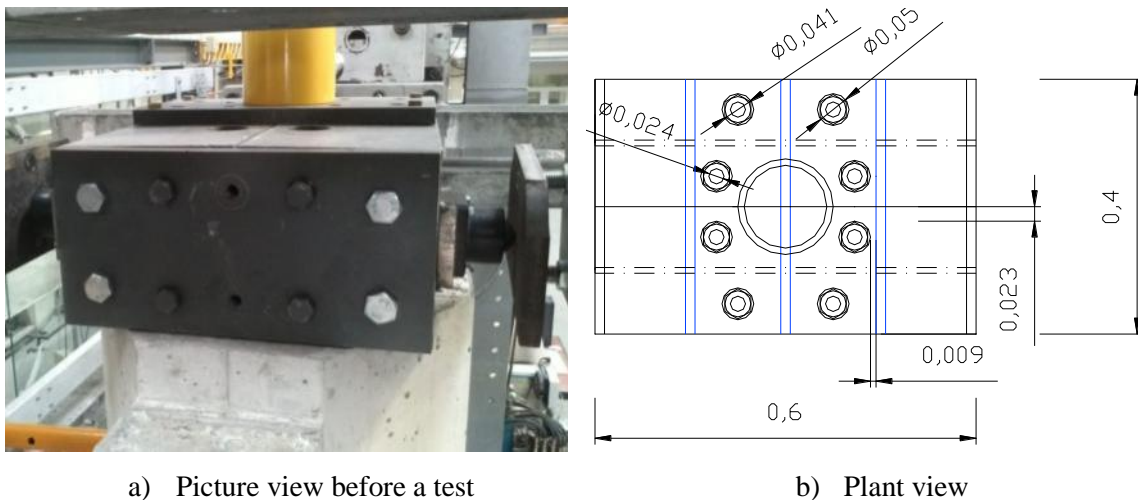 ø0,041
ø0,05
ø0,024
0,4
0,023
0,009
0,6
a) Picture view before a test
b) Plant view